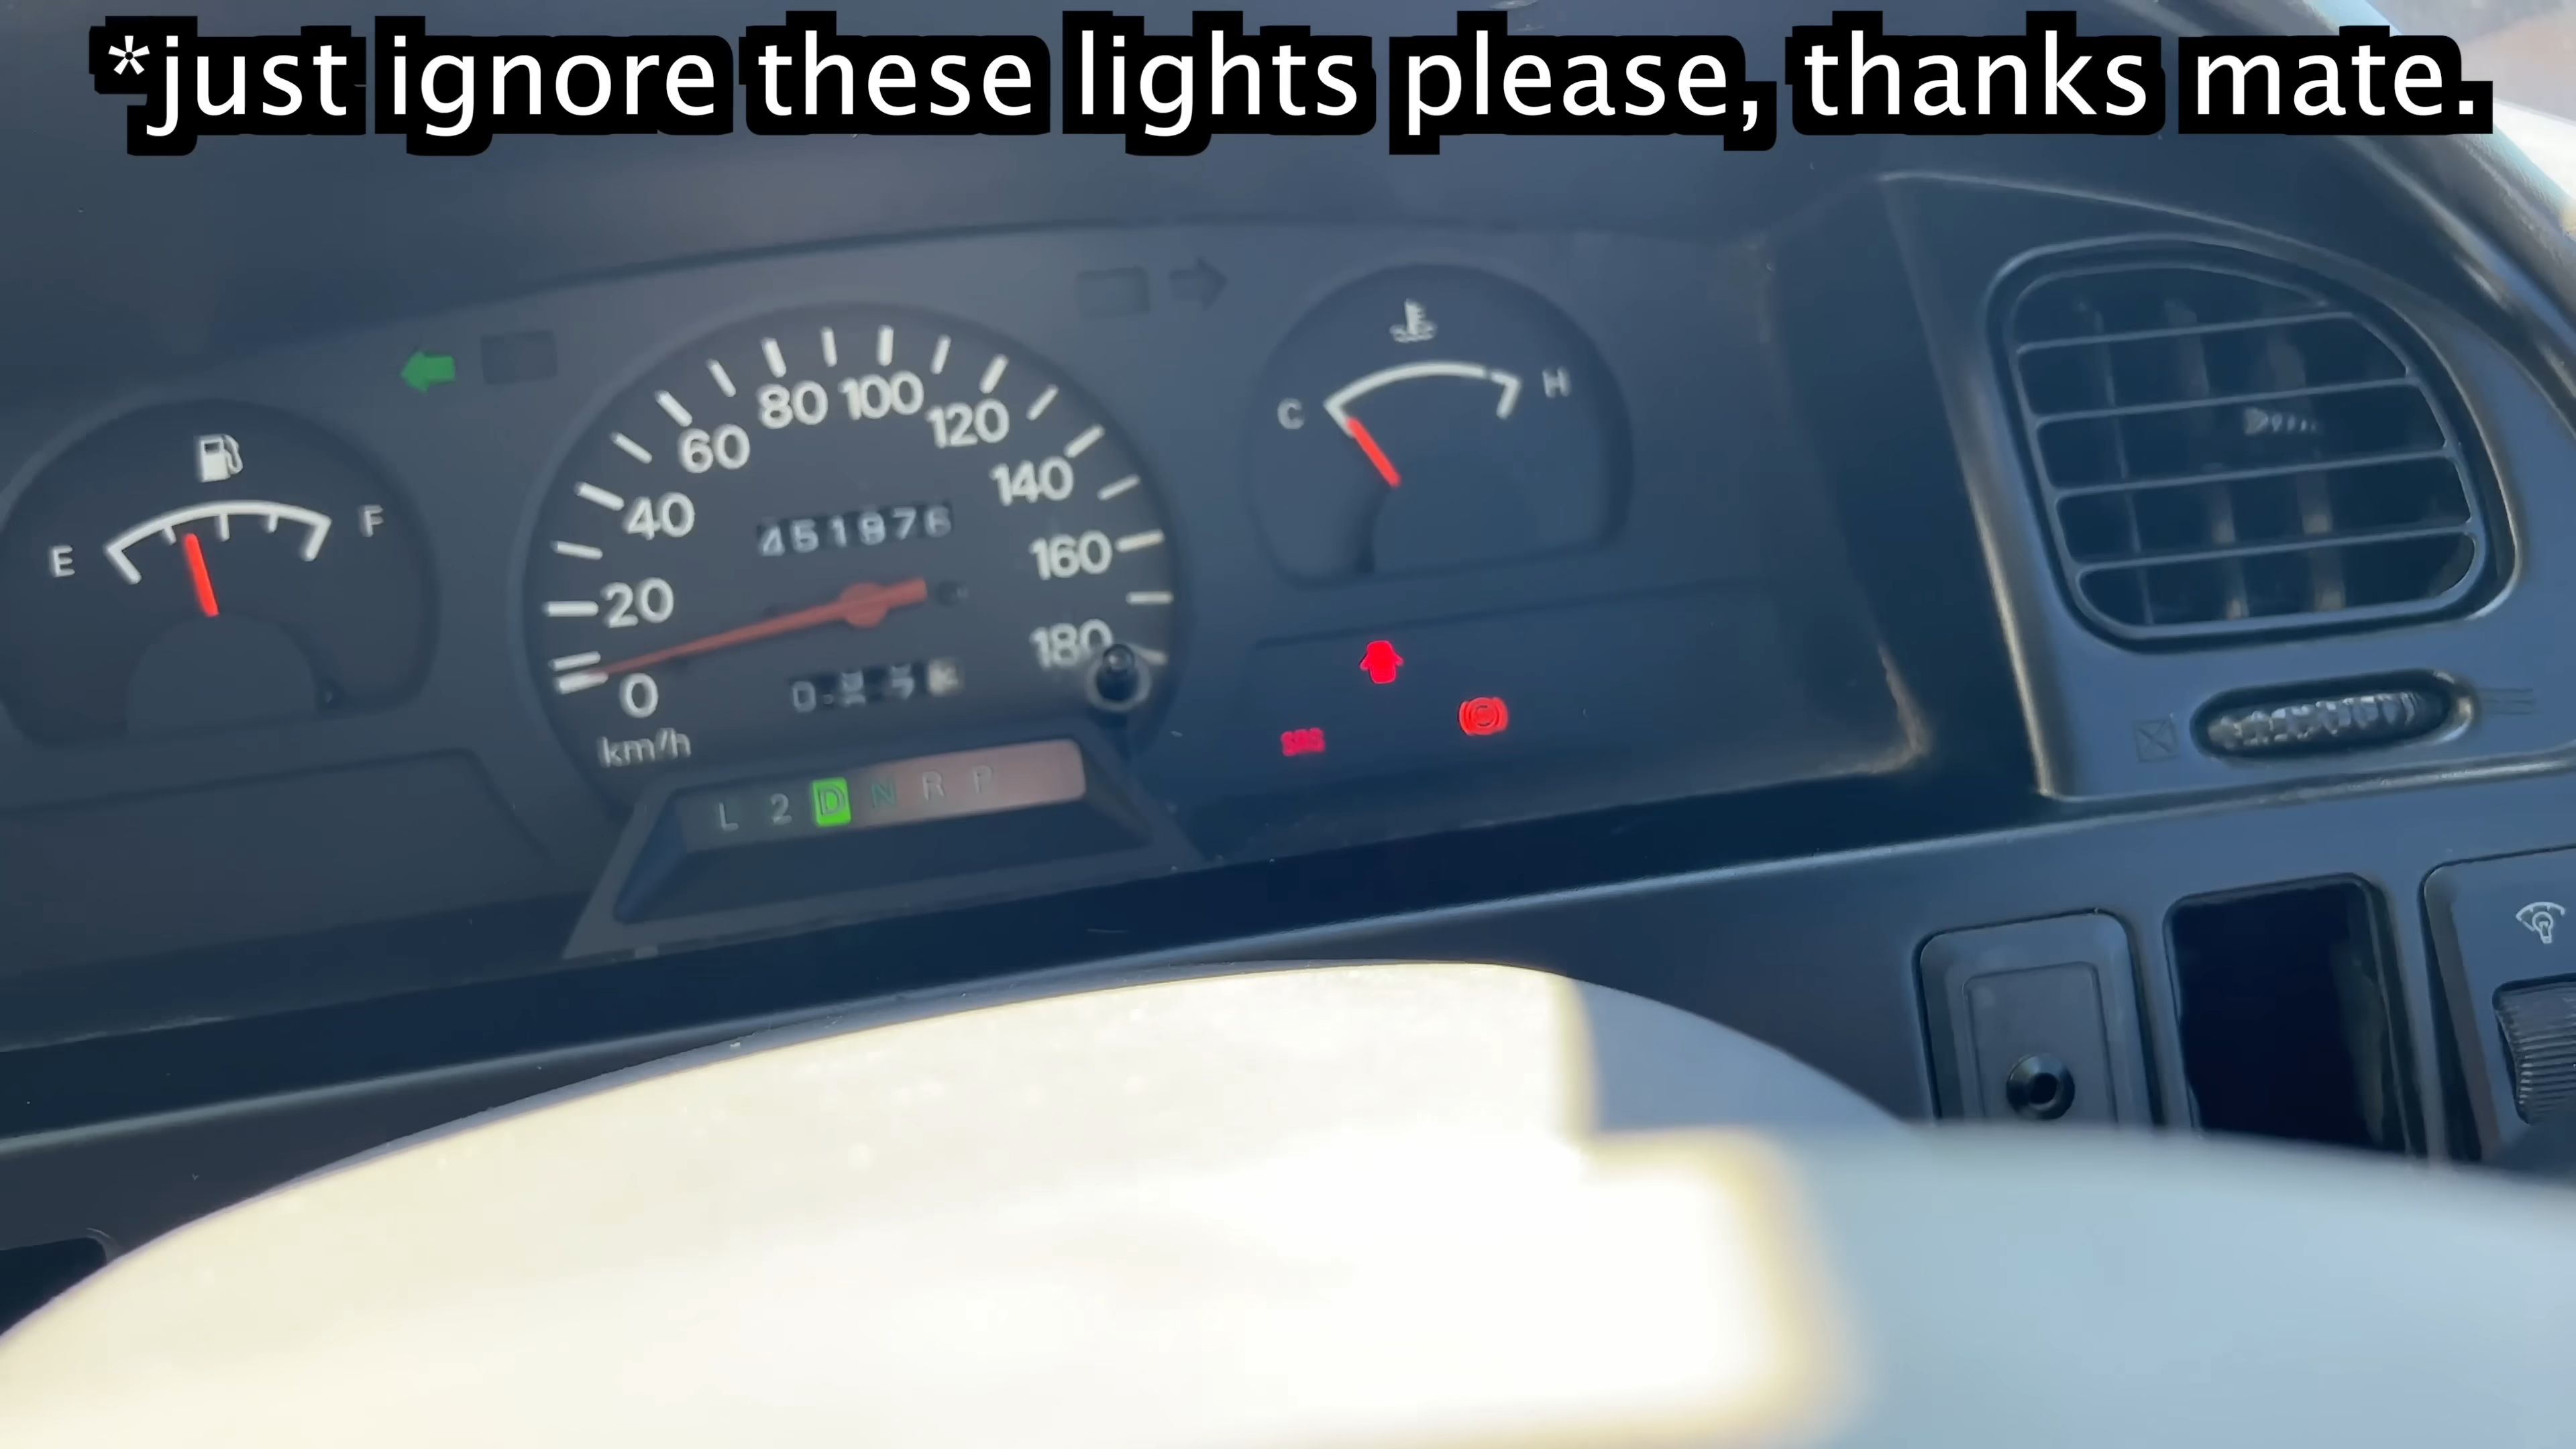 *just ignore these lights please, thanks mate.
E
F
0
20
40
60
80
100
120
140
160
180
451976
km/h
C
H
SRS
L 2 D N R P